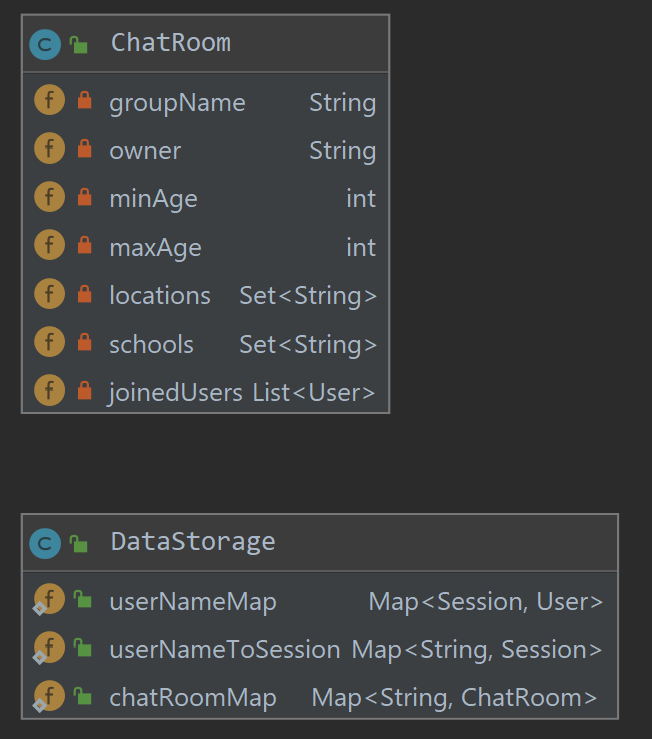 C ChatRoom
f groupName String
f owner String
f minAge int
f maxAge int
f locations Set<String>
f schools Set<String>
f joinedUsers List<User>
C DataStorage
f userNameMap Map<Session, User>
f userNameToSession Map<String, Session>
f chatRoomMap Map<String, ChatRoom>